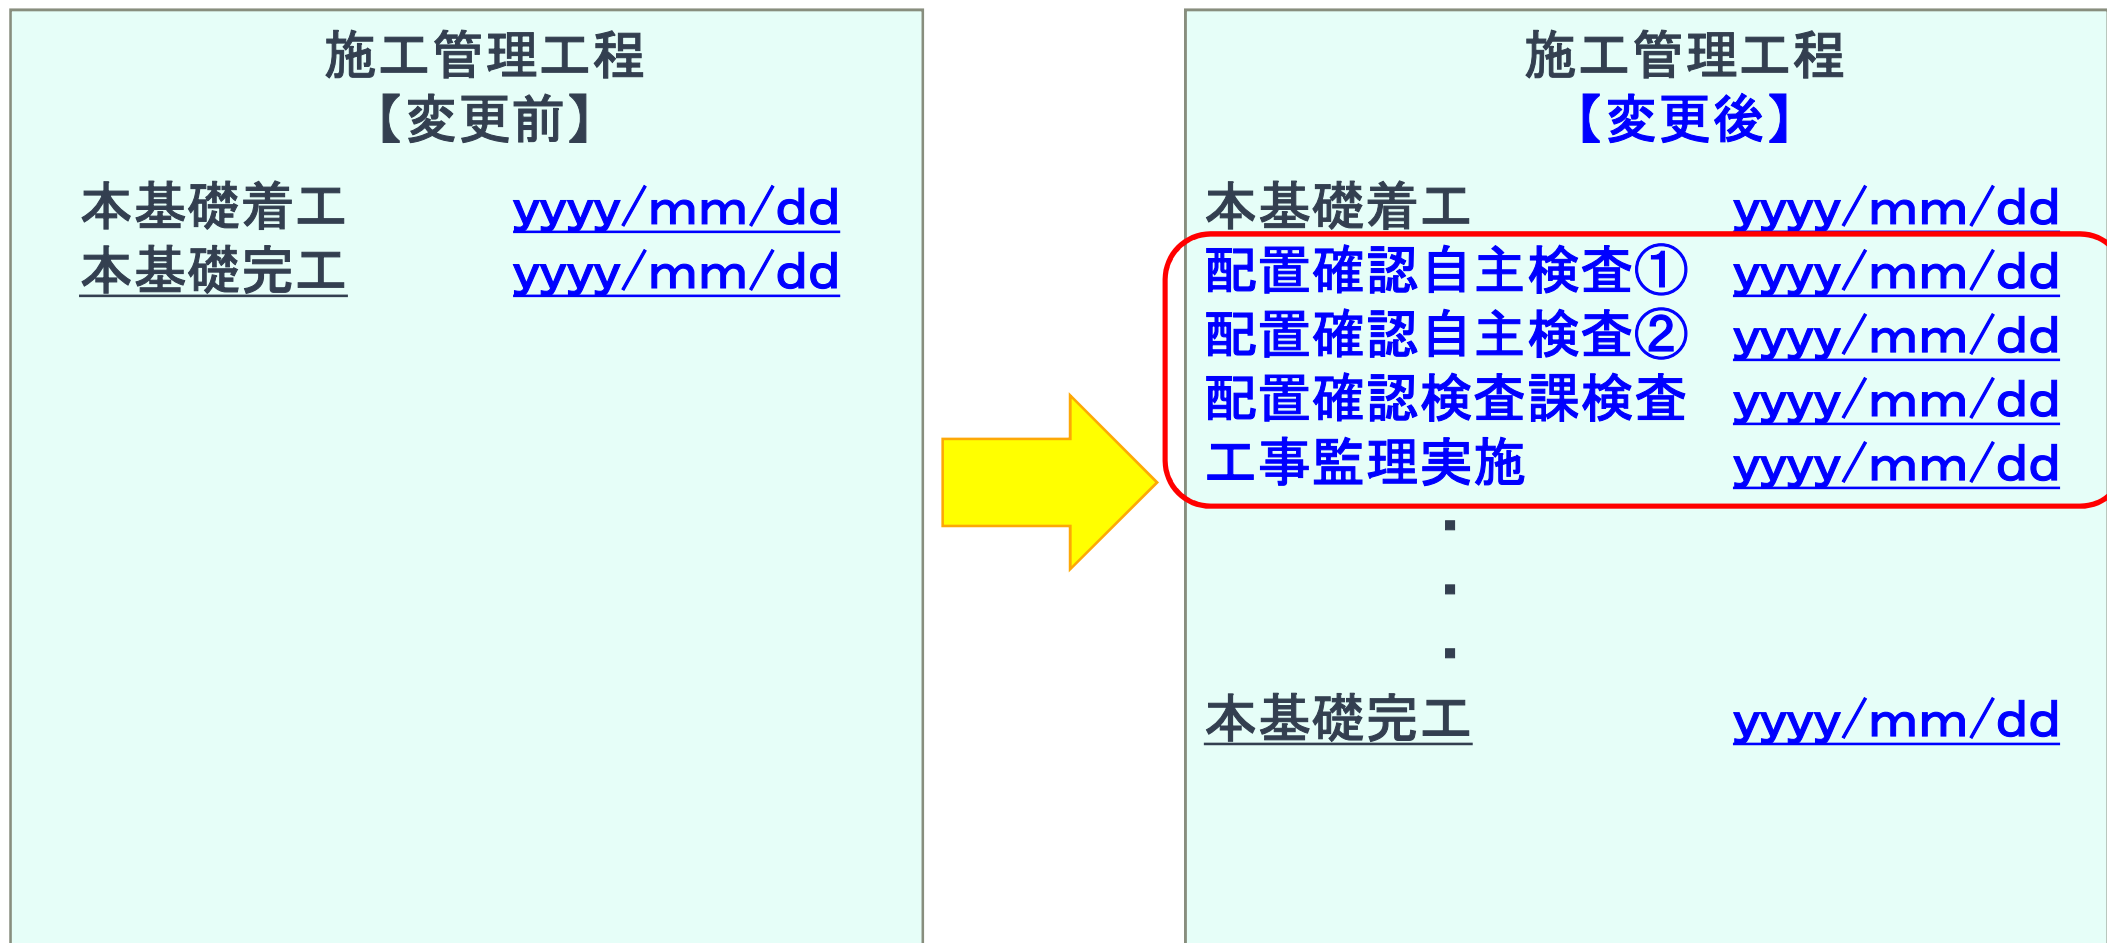 施工管理工程
【変更前】
本基礎着工 yyyy/mm/dd
本基礎完工 yyyy/mm/dd
施工管理工程
【変更後】
本基礎着工 yyyy/mm/dd
配置確認自主検査① yyyy/mm/dd
配置確認自主検査② yyyy/mm/dd
配置確認検査課検査 yyyy/mm/dd
工事監理実施 yyyy/mm/dd
・
・
・
本基礎完工 yyyy/mm/dd